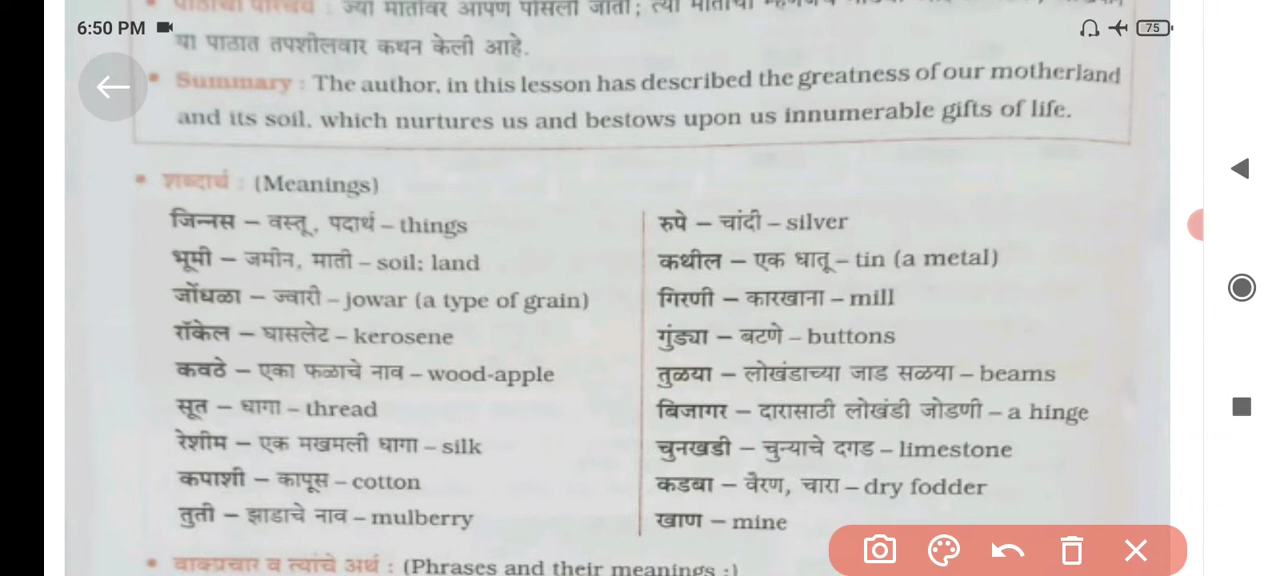 पाठाचा परिचय : ज्या मातीवर आपण पोसलो जातो; त्या मातीचा
6:50 PM
75
या पाठात तपशीलवार कथन केली आहे.
• Summary : The author, in this lesson has described the greatness of our motherland
and its soil, which nurtures us and bestows upon us innumerable gifts of life.
• शब्दार्थ : (Meanings)
जिन्नस – वस्तू, पदार्थ – things
भूमी – जमीन, माती – soil; land
जोंधळा – ज्वारी – jowar (a type of grain)
रॉकेल – घासलेट – kerosene
कवठे – एका फळाचे नाव – wood-apple
सूत – धागा – thread
रेशीम – एक मखमली धागा – silk
कपाशी – कापूस – cotton
तुती – झाडाचे नाव – mulberry
रुपे – चांदी – silver
कथील – एक धातू – tin (a metal)
गिरणी – कारखाना – mill
गुंड्या – बटणे – buttons
तुळया – लोखंडाच्या जाड सळया – beams
बिजागर – दारासाठी लोखंडी जोडणी – a hinge
चुनखडी – चुन्याचे दगड – limestone
कडबा – वैरण, चारा – dry fodder
खाण – mine
• वाक्प्रचार व त्यांचे अर्थ : (Phrases and their meanings :)